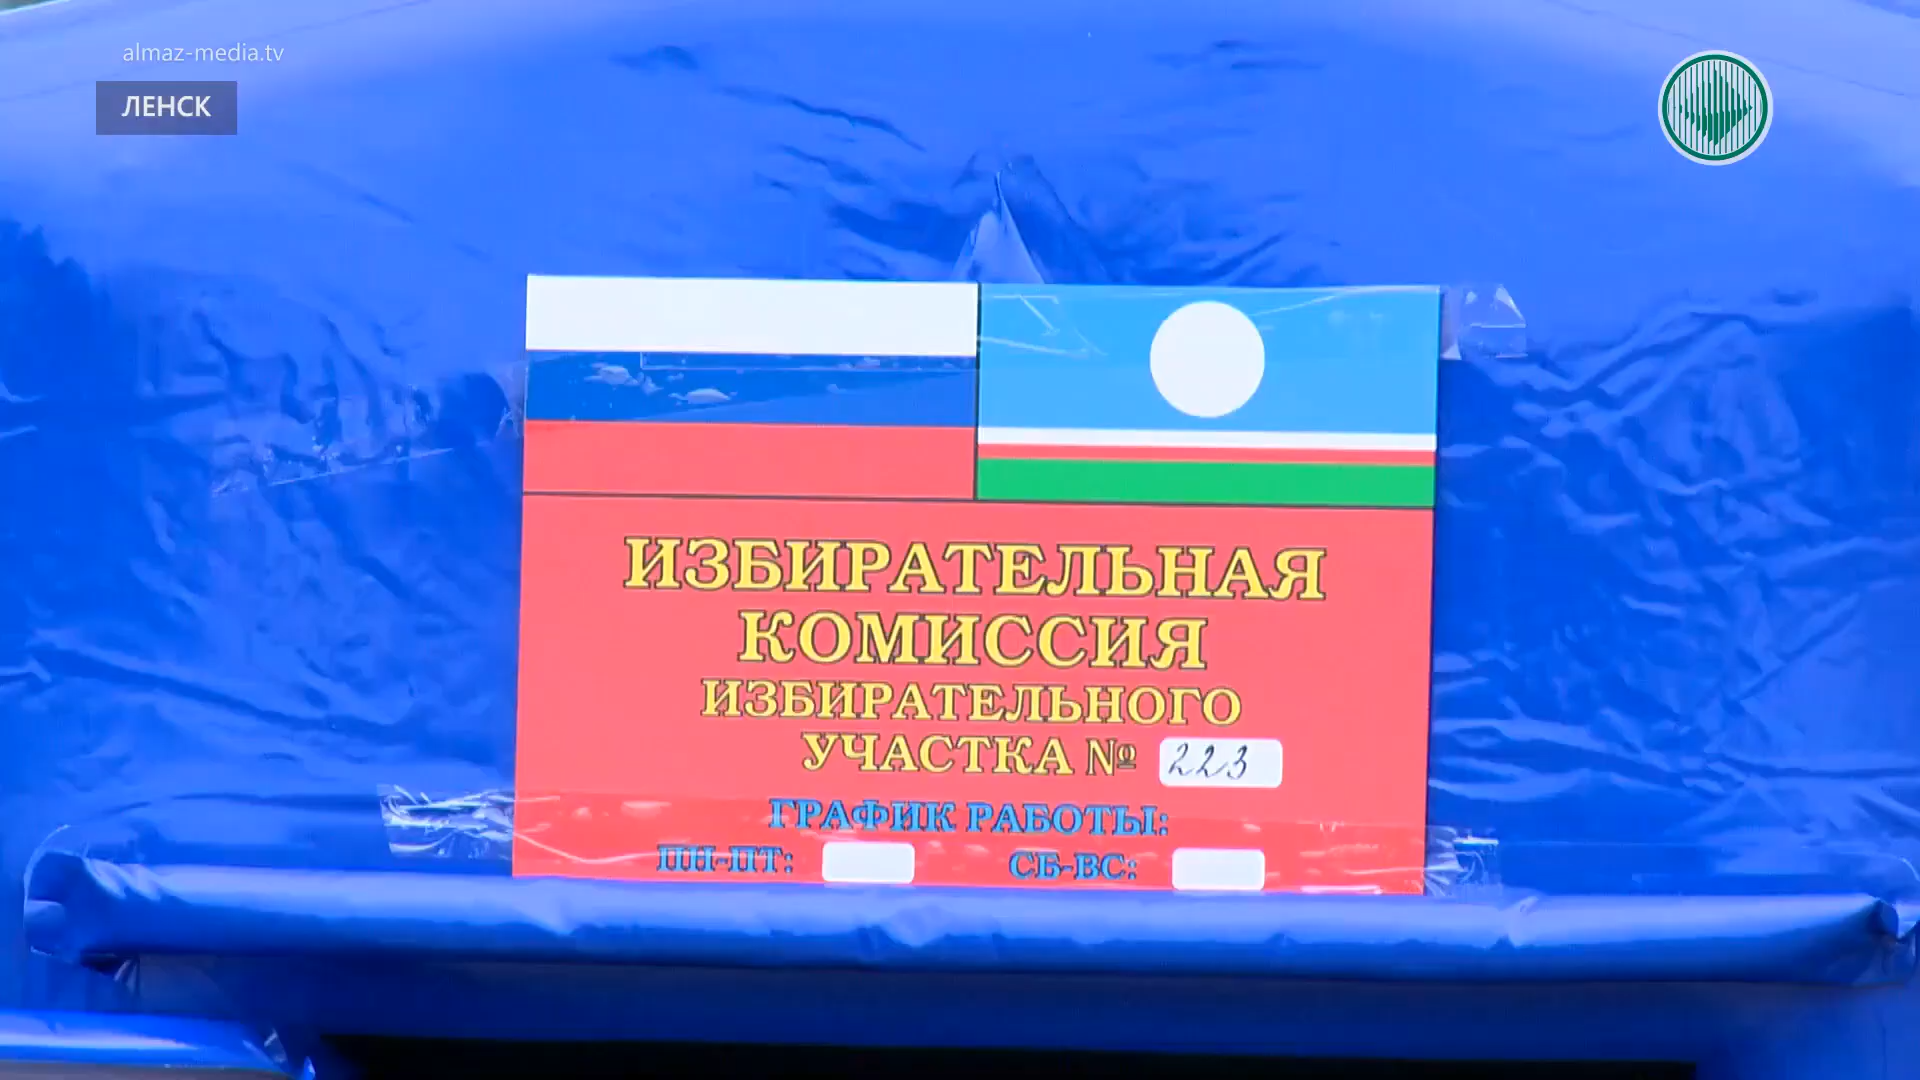 almaz-media.tv
ЛЕНСК
ИЗБИРАТЕЛЬНАЯ
КОМИССИЯ
ИЗБИРАТЕЛЬНОГО
УЧАСТКА № 223
ГРАФИК РАБОТЫ:
ПН-ПТ: СБ-ВС: